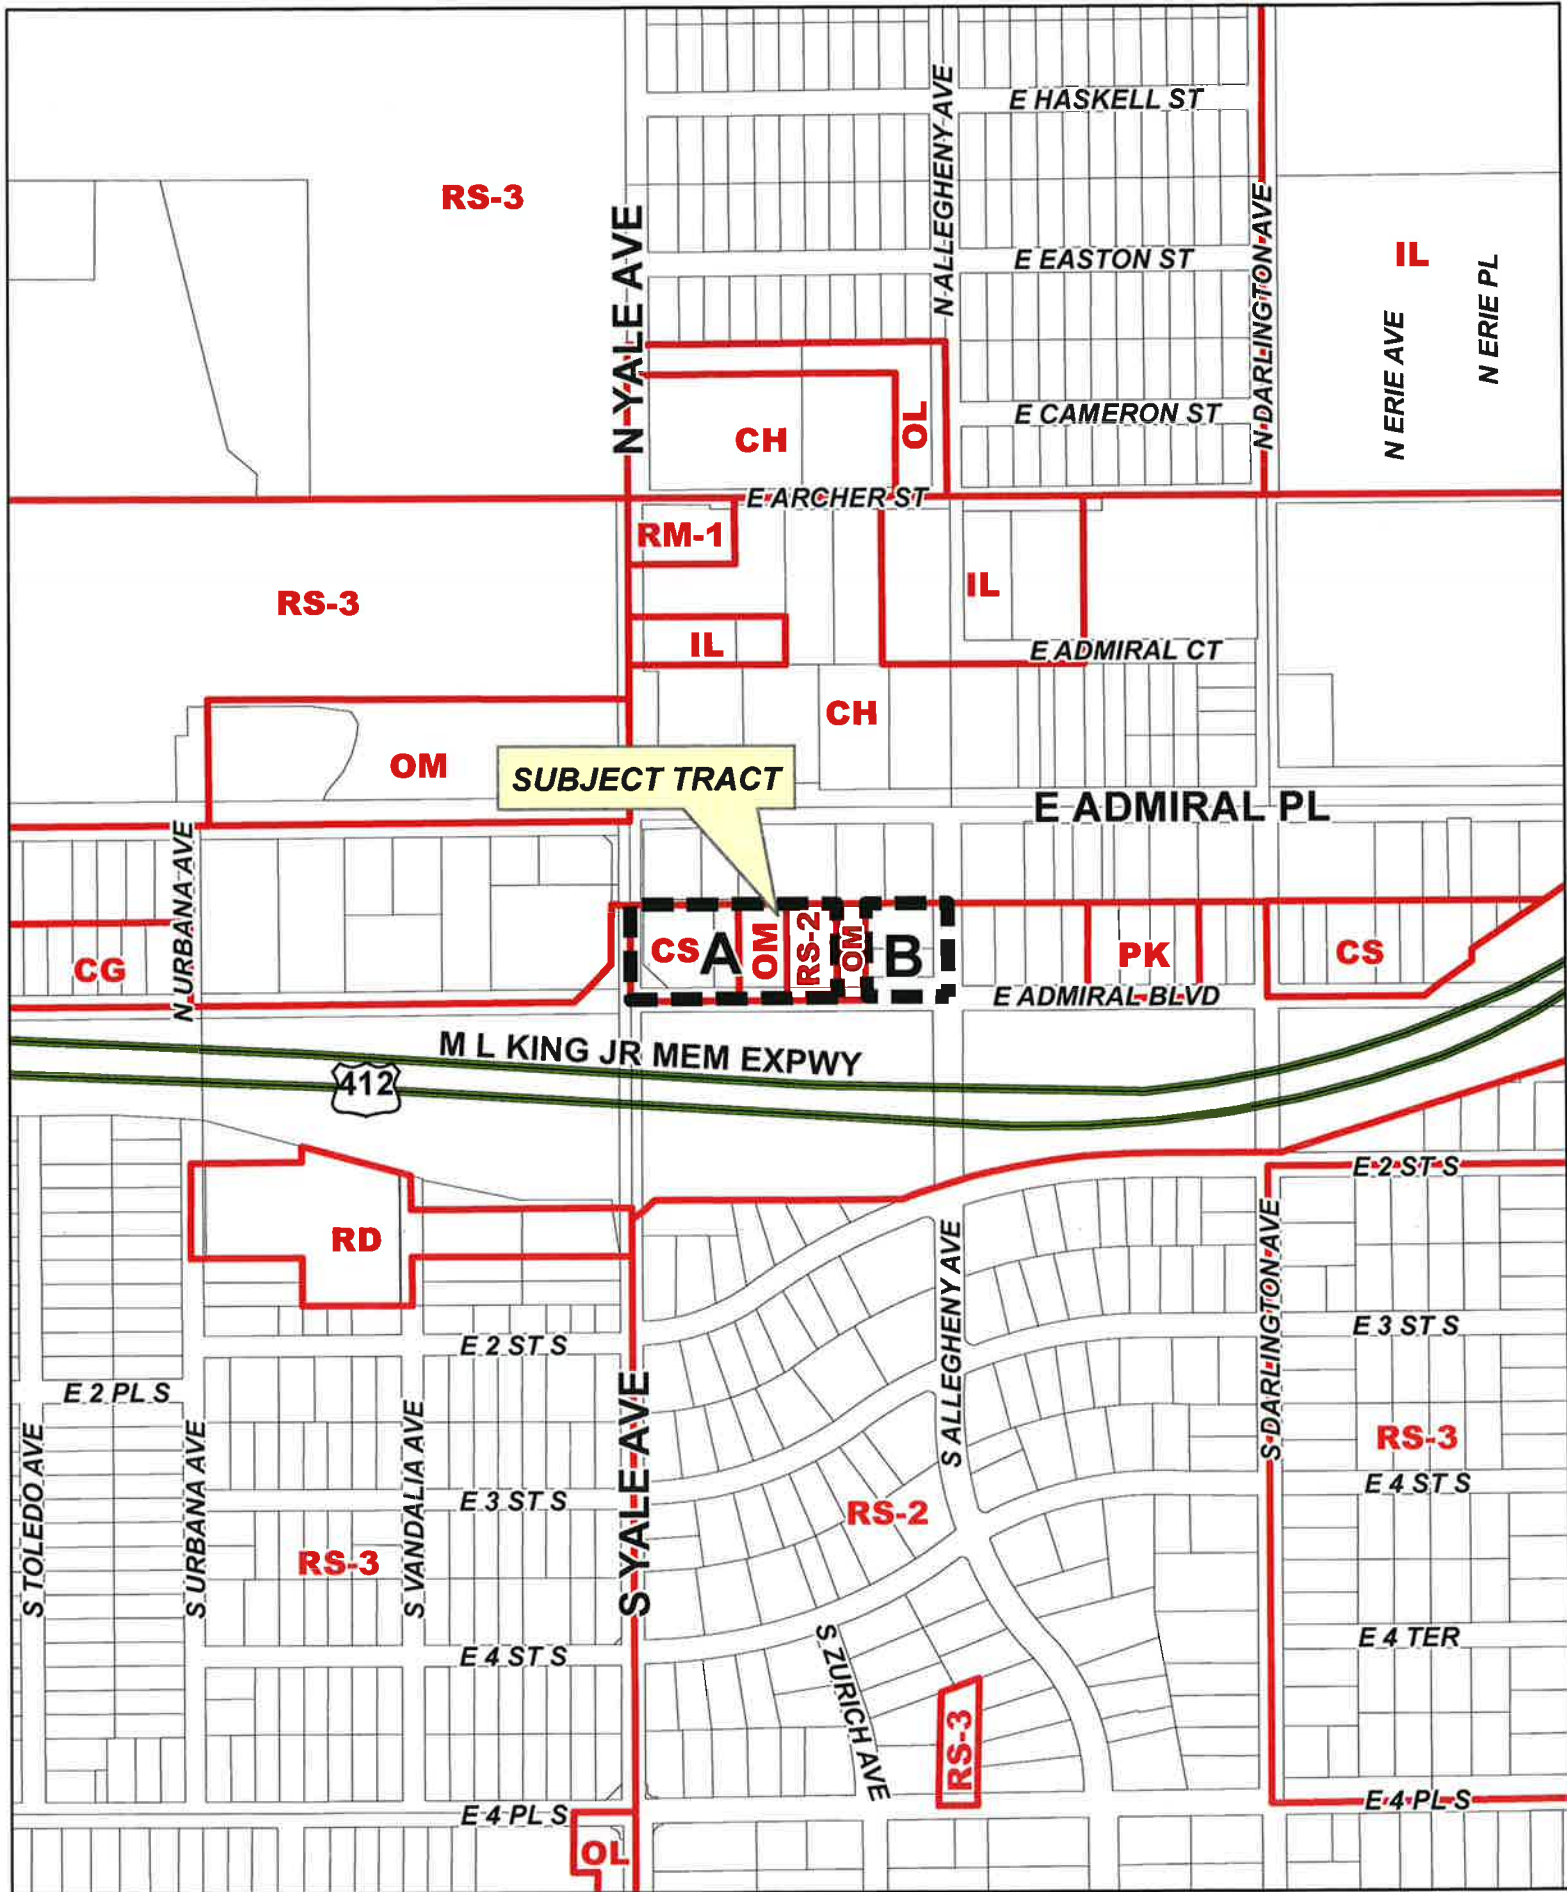 E HASKELL ST
N ALLEGHENY AVE
RS-3
N YALE AVE
E EASTON ST
N DARLINGTON AVE
IL
N ERIE AVE
N ERIE PL
E CAMERON ST
CH
OL
E ARCHER ST
RM-1
RS-3
IL
IL
E ADMIRAL CT
CH
OM
SUBJECT TRACT
E ADMIRAL PL
N URBANA AVE
CG
CS
A
OM
RS-2
OM
B
PK
CS
E ADMIRAL BLVD
M L KING JR MEM EXPWY
412
E 2 ST S
RD
S ALLEGHENY AVE
S DARLINGTON AVE
E 2 ST S
E 3 ST S
E 2 PL S
S TOLEDO AVE
S URBANA AVE
S VANDALIA AVE
S YALE AVE
RS-3
E 3 ST S
E 4 ST S
RS-2
RS-3
E 4 ST S
S ZURICH AVE
E 4 TER
RS-3
E 4 PL S
E 4 PL S
OL